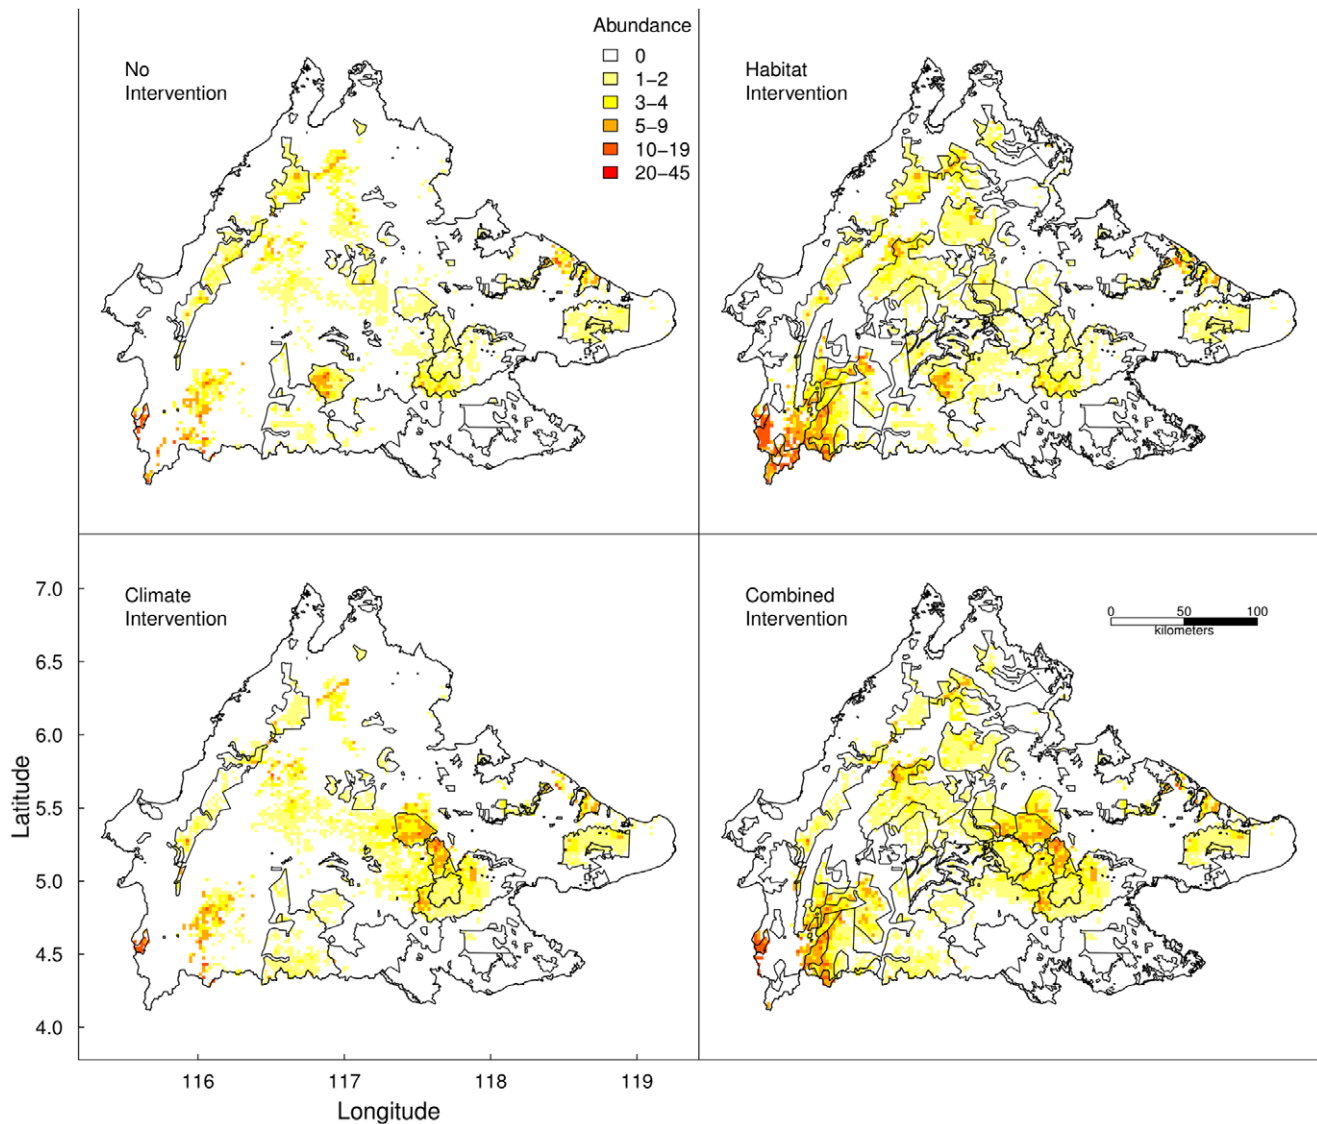 No
Intervention
Abundance
0
1-2
3-4
5-9
10-19
20-45
Habitat
Intervention
Climate
Intervention
Combined
Intervention
0 50 100
kilometers
7.0
6.5
6.0
5.5
5.0
4.5
4.0
Latitude
116 117 118 119
Longitude